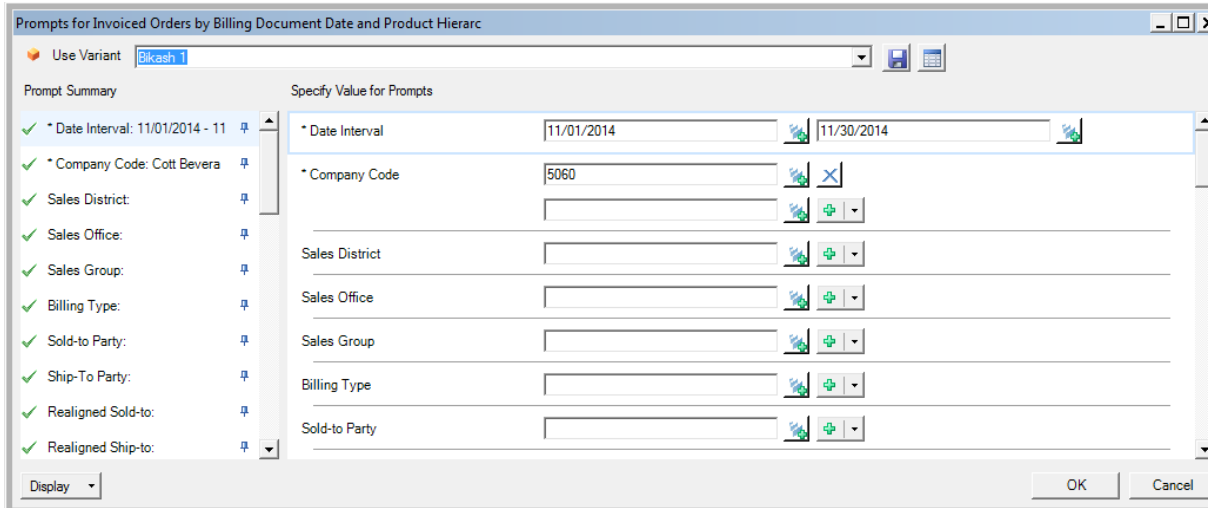 Prompts for Invoiced Orders by Billing Document Date and Product Hierarc
Use Variant Bikash 1
Prompt Summary
Specify Value for Prompts
* Date Interval: 11/01/2014 - 11
* Company Code: Cott Bevera
Sales District:
Sales Office:
Sales Group:
Billing Type:
Sold-to Party:
Ship-To Party:
Realigned Sold-to:
Realigned Ship-to:
* Date Interval 11/01/2014 11/30/2014
* Company Code 5060
Sales District
Sales Office
Sales Group
Billing Type
Sold-to Party
Display OK Cancel